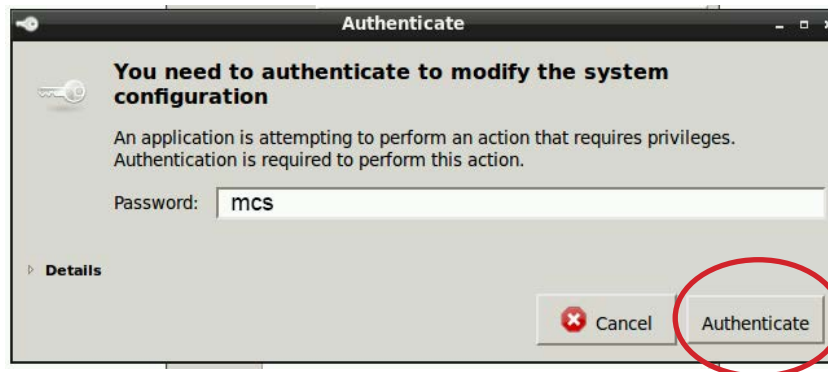 Authenticate
You need to authenticate to modify the system
configuration
An application is attempting to perform an action that requires privileges.
Authentication is required to perform this action.
Password: mcs
Details
Cancel Authenticate